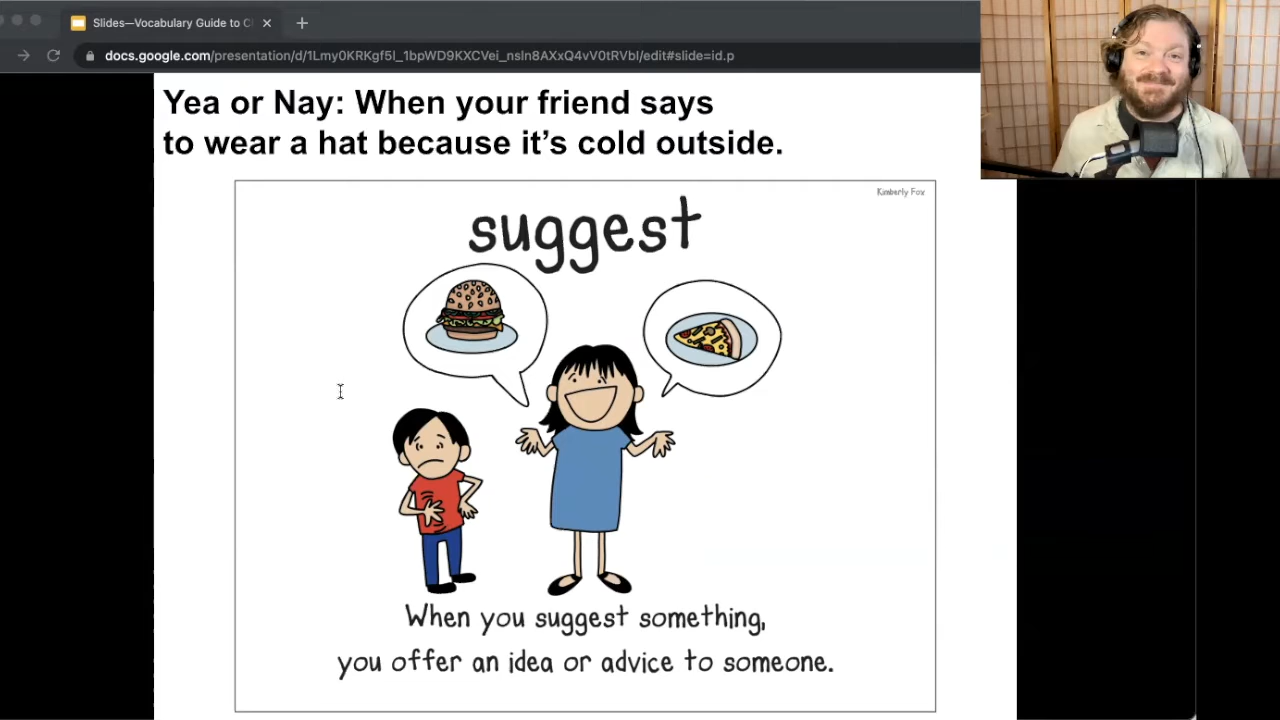 Slides—Vocabulary Guide to C
docs.google.com/presentation/d/1Lmy0KRKgf5I_1bpWD9KXCVei_nsIn8AXxQ4vV0tRVbI/edit#slide=id.p
Yea or Nay: When your friend says
to wear a hat because it’s cold outside.
Kimberly Fox
suggest
When you suggest something,
you offer an idea or advice to someone.